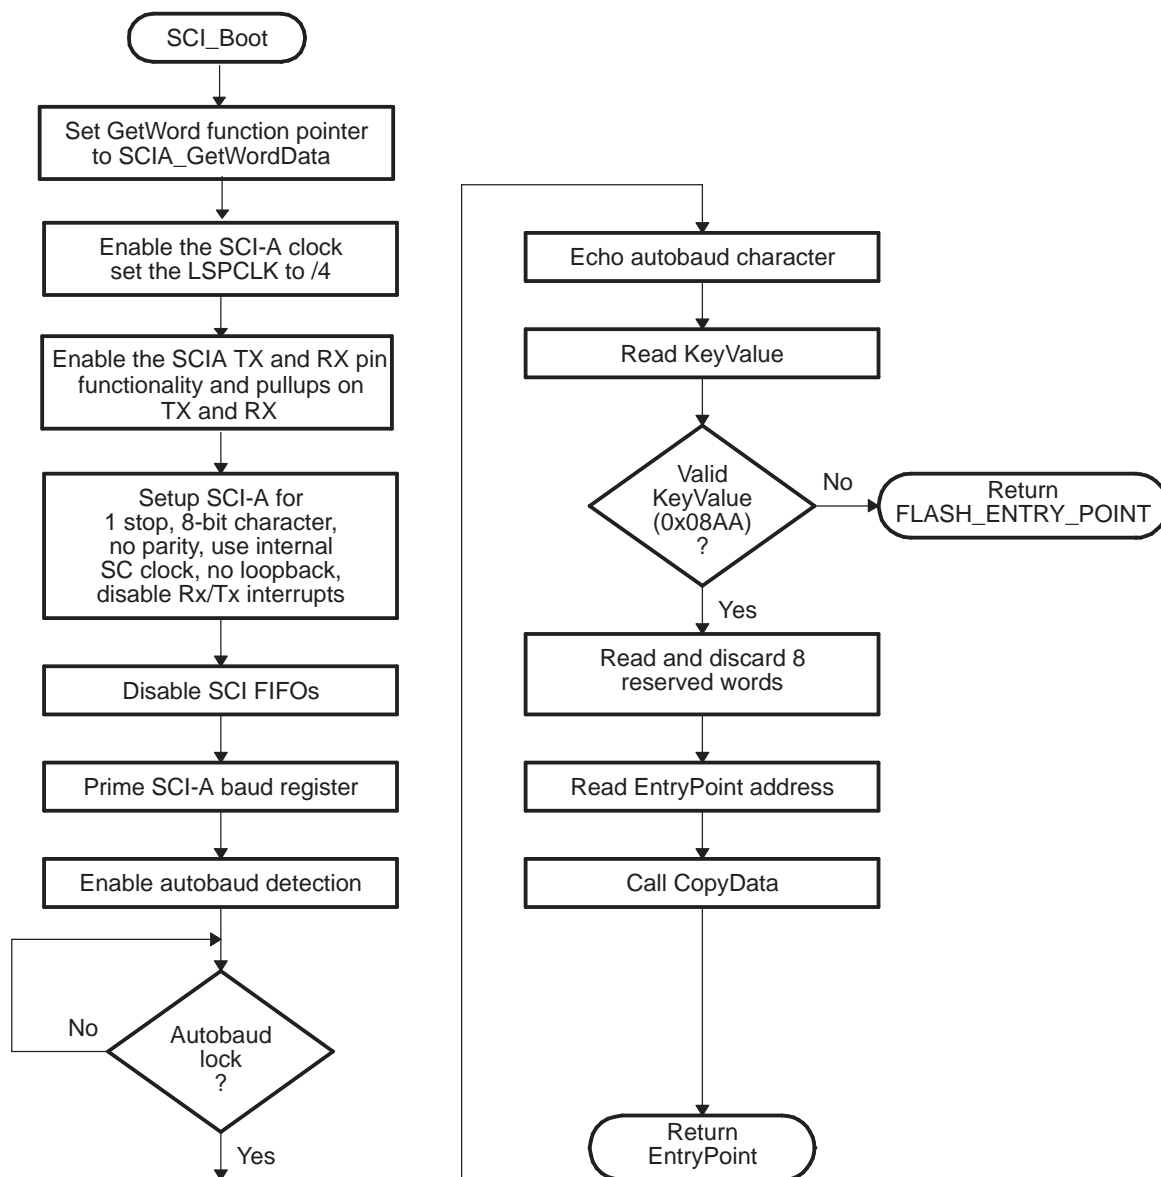 SCI_Boot
Set GetWord function pointer
to SCIA_GetWordData
Enable the SCI-A clock
set the LSPCLK to /4
Enable the SCIA TX and RX pin
functionality and pullups on
TX and RX
Setup SCI-A for
1 stop, 8-bit character,
no parity, use internal
SC clock, no loopback,
disable Rx/Tx interrupts
Disable SCI FIFOs
Prime SCI-A baud register
Enable autobaud detection
No
Autobaud
lock
?
Yes
Echo autobaud character
Read KeyValue
Valid
KeyValue
(0x08AA)
?
No
Return
FLASH_ENTRY_POINT
Yes
Read and discard 8
reserved words
Read EntryPoint address
Call CopyData
Return
EntryPoint